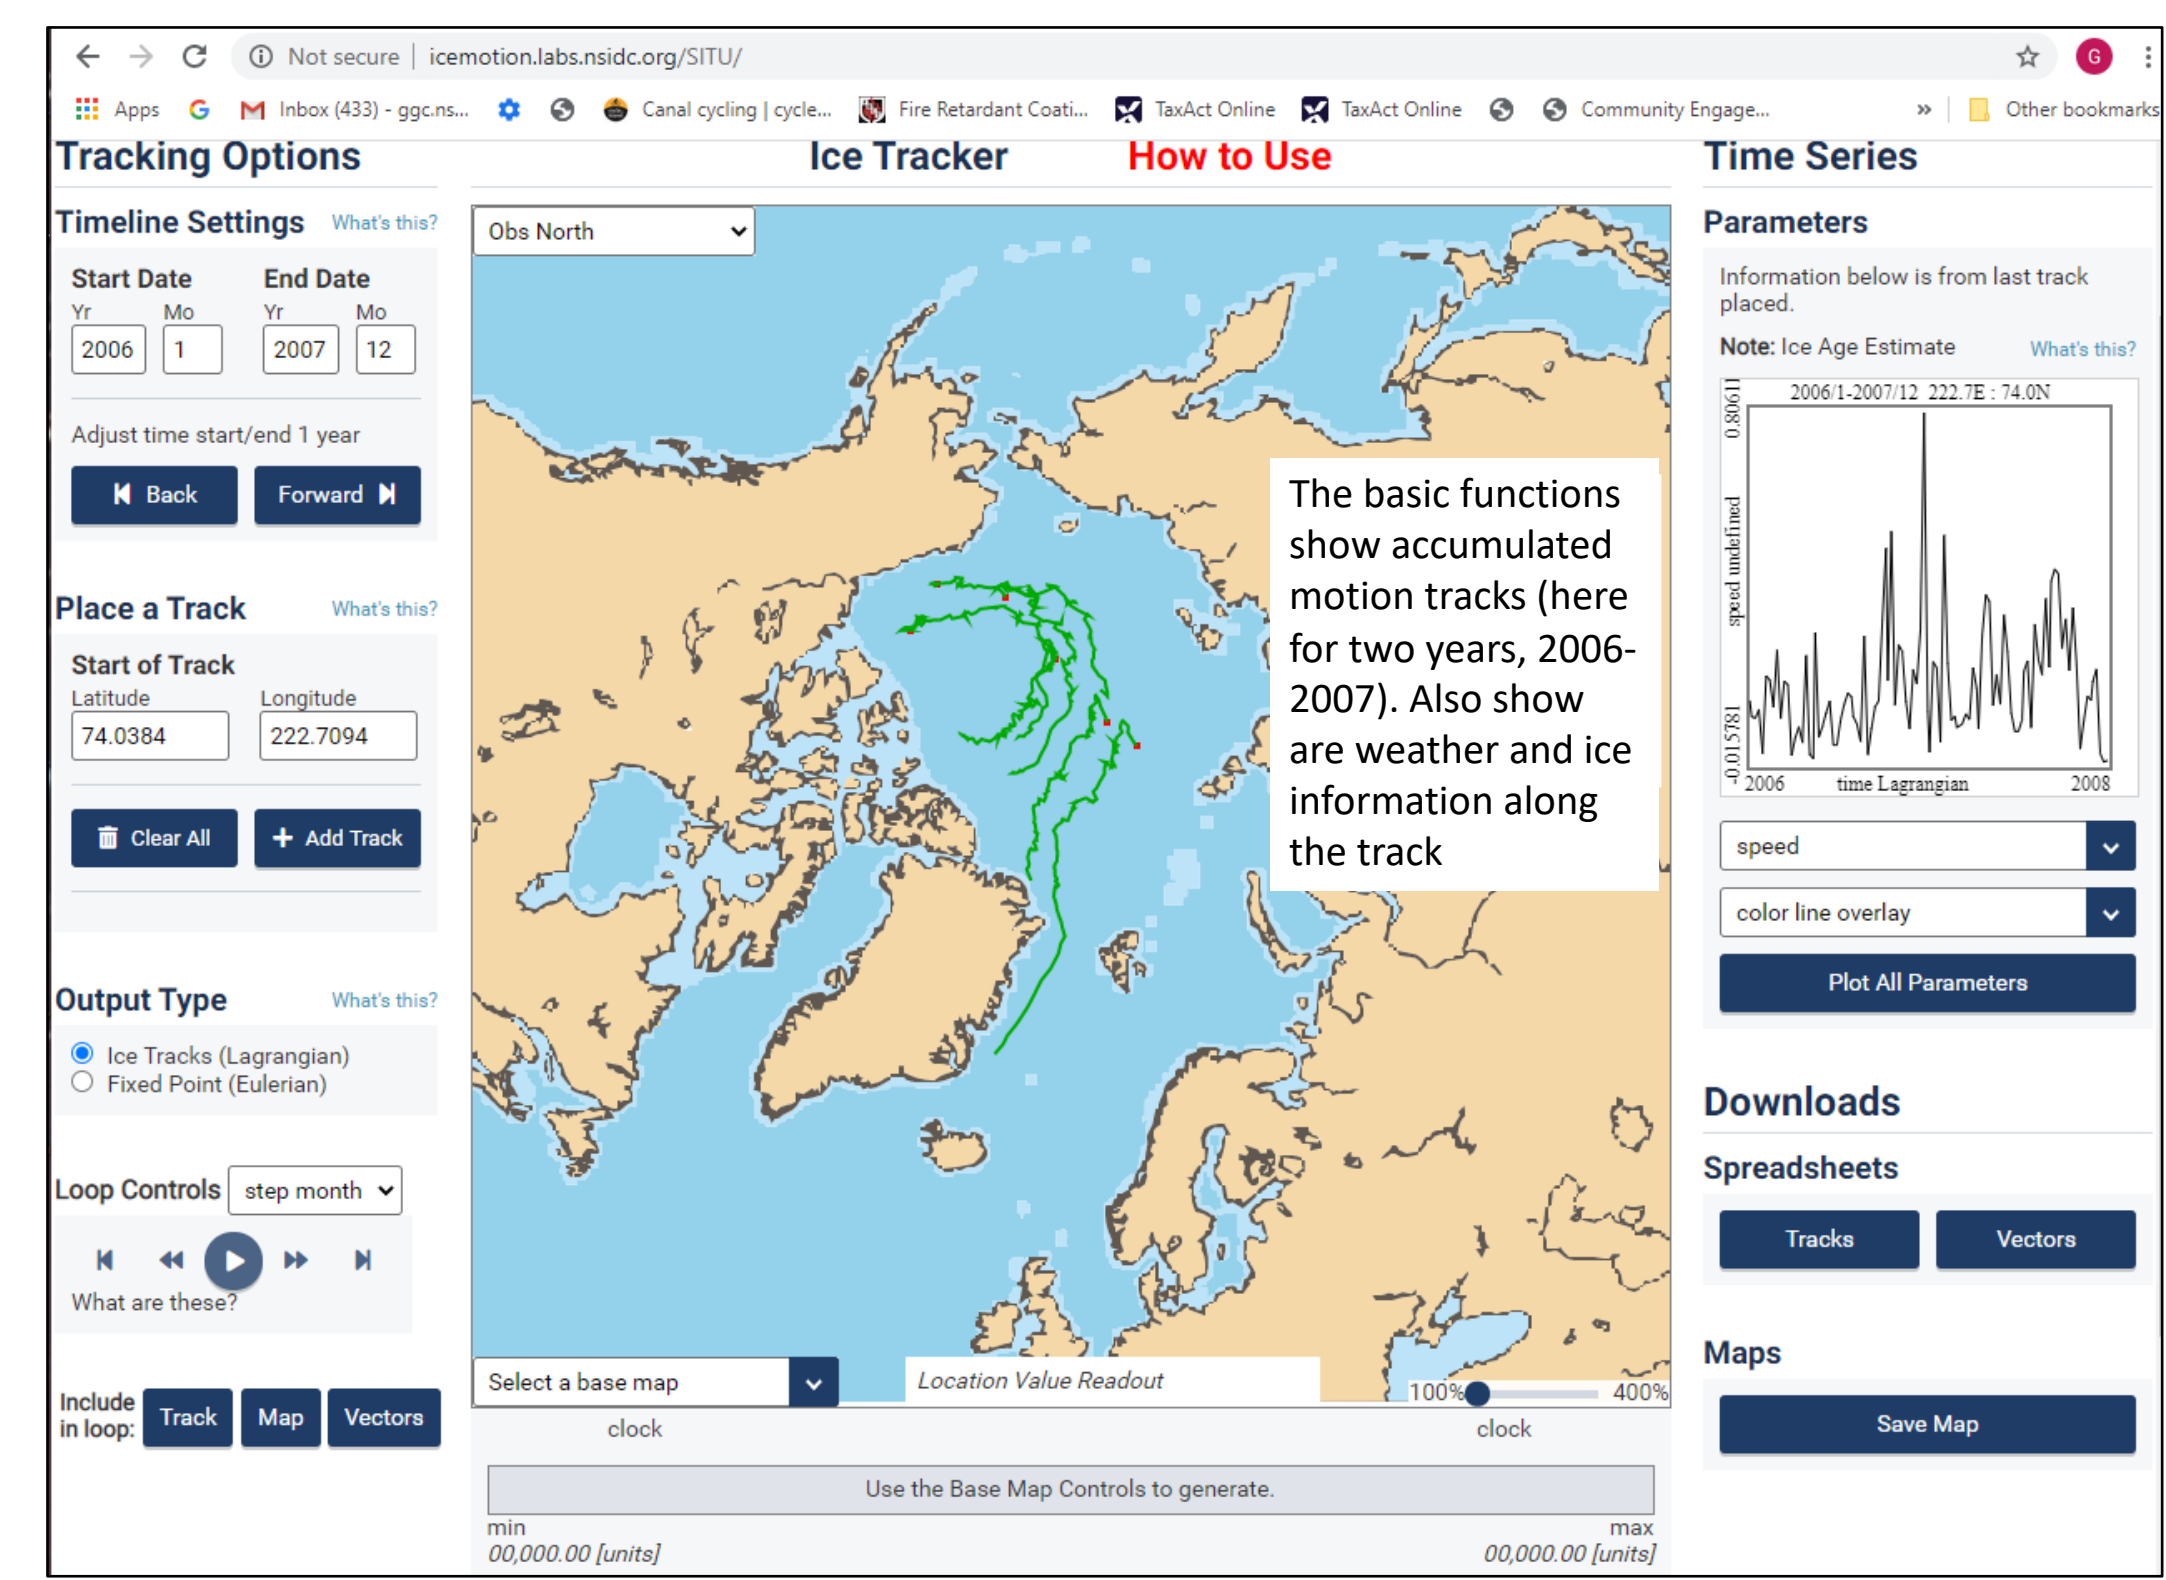 Not secure | icemotion.labs.nsidc.org/SITU/
G
Apps
Inbox (433) - ggc.ns...
Canal cycling | cycle...
Fire Retardant Coati...
TaxAct Online
TaxAct Online
Community Engage...
»
Other bookmarks
Tracking Options
Timeline Settings What's this?
Start Date End Date
Yr Mo Yr Mo
2006 1 2007 12
Adjust time start/end 1 year
Back Forward
Place a Track What's this?
Start of Track
Latitude Longitude
74.0384 222.7094
Clear All + Add Track
Output Type What's this?
Ice Tracks (Lagrangian)
Fixed Point (Eulerian)
Loop Controls step month
What are these?
Include
in loop: Track Map Vectors
Ice Tracker How to Use
Obs North
The basic functions
show accumulated
motion tracks (here
for two years, 2006-
2007). Also show
are weather and ice
information along
the track
Select a base map
Location Value Readout
100% 400%
clock clock
Use the Base Map Controls to generate.
min max
00,000.00 [units] 00,000.00 [units]
Time Series
Parameters
Information below is from last track
placed.
Note: Ice Age Estimate What's this?
2006/1-2007/12 222.7E : 74.0N
0.80611
speed undefined
-0.015781
2006 time Lagrangian 2008
speed
color line overlay
Plot All Parameters
Downloads
Spreadsheets
Tracks Vectors
Maps
Save Map